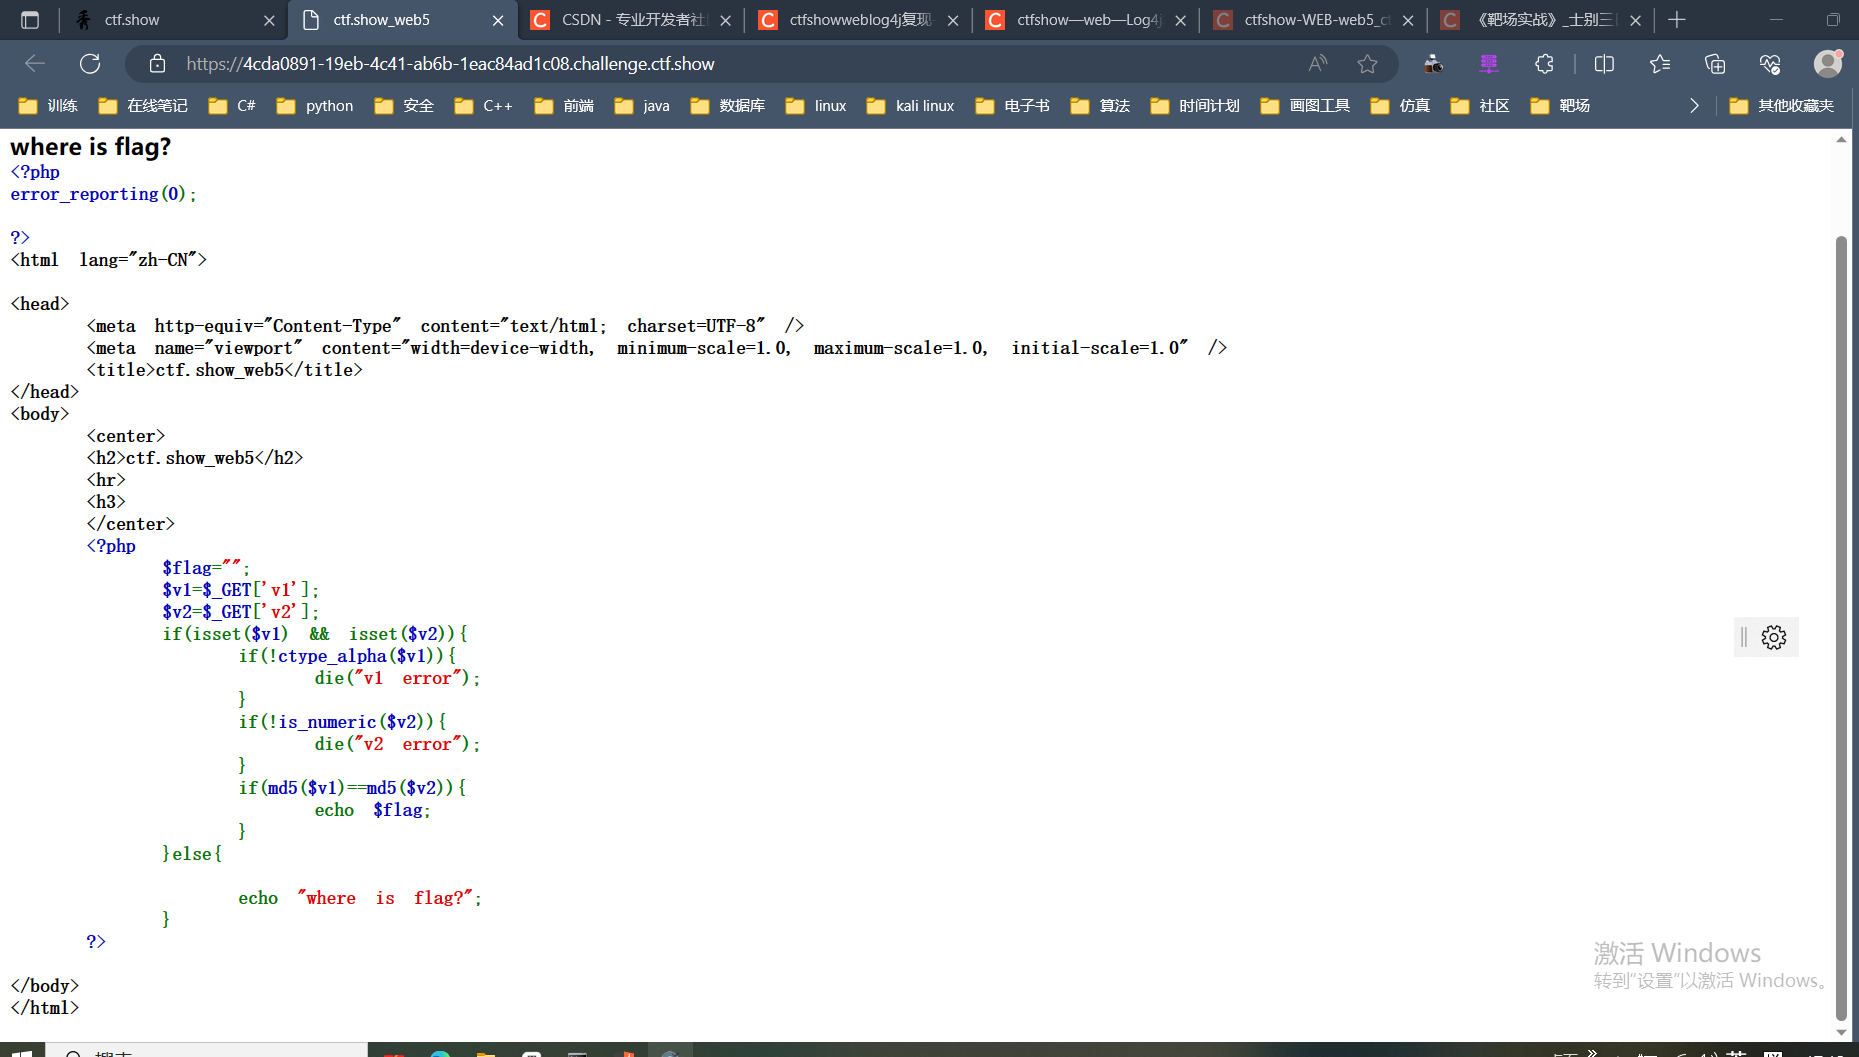 ctf.show
ctf.show_web5
CSDN - 专业开发者社
ctfshowweblog4j复现
ctfshow—web—Log4j
ctfshow-WEB-web5_ct
《靶场实战》_士别三
https://4cda0891-19eb-4c41-ab6b-1eac84ad1c08.challenge.ctf.show
训练 在线笔记 C# python 安全 C++ 前端 java 数据库 linux kali linux 电子书 算法 时间计划 画图工具 仿真 社区 靶场 其他收藏夹
where is flag?
<?php
error_reporting(0);
?>
<html lang="zh-CN">
<head>
<meta http-equiv="Content-Type" content="text/html; charset=UTF-8" />
<meta name="viewport" content="width=device-width, minimum-scale=1.0, maximum-scale=1.0, initial-scale=1.0" />
<title>ctf.show_web5</title>
</head>
<body>
<center>
<h2>ctf.show_web5</h2>
<hr>
<h3>
</center>
<?php
$flag="";
$v1=$_GET['v1'];
$v2=$_GET['v2'];
if(isset($v1) && isset($v2)){
if(!ctype_alpha($v1)){
die("v1 error");
}
if(!is_numeric($v2)){
die("v2 error");
}
if(md5($v1)==md5($v2)){
echo $flag;
}
}else{
echo "where is flag?";
}
?>
</body>
</html>
激活 Windows
转到"设置"以激活 Windows。